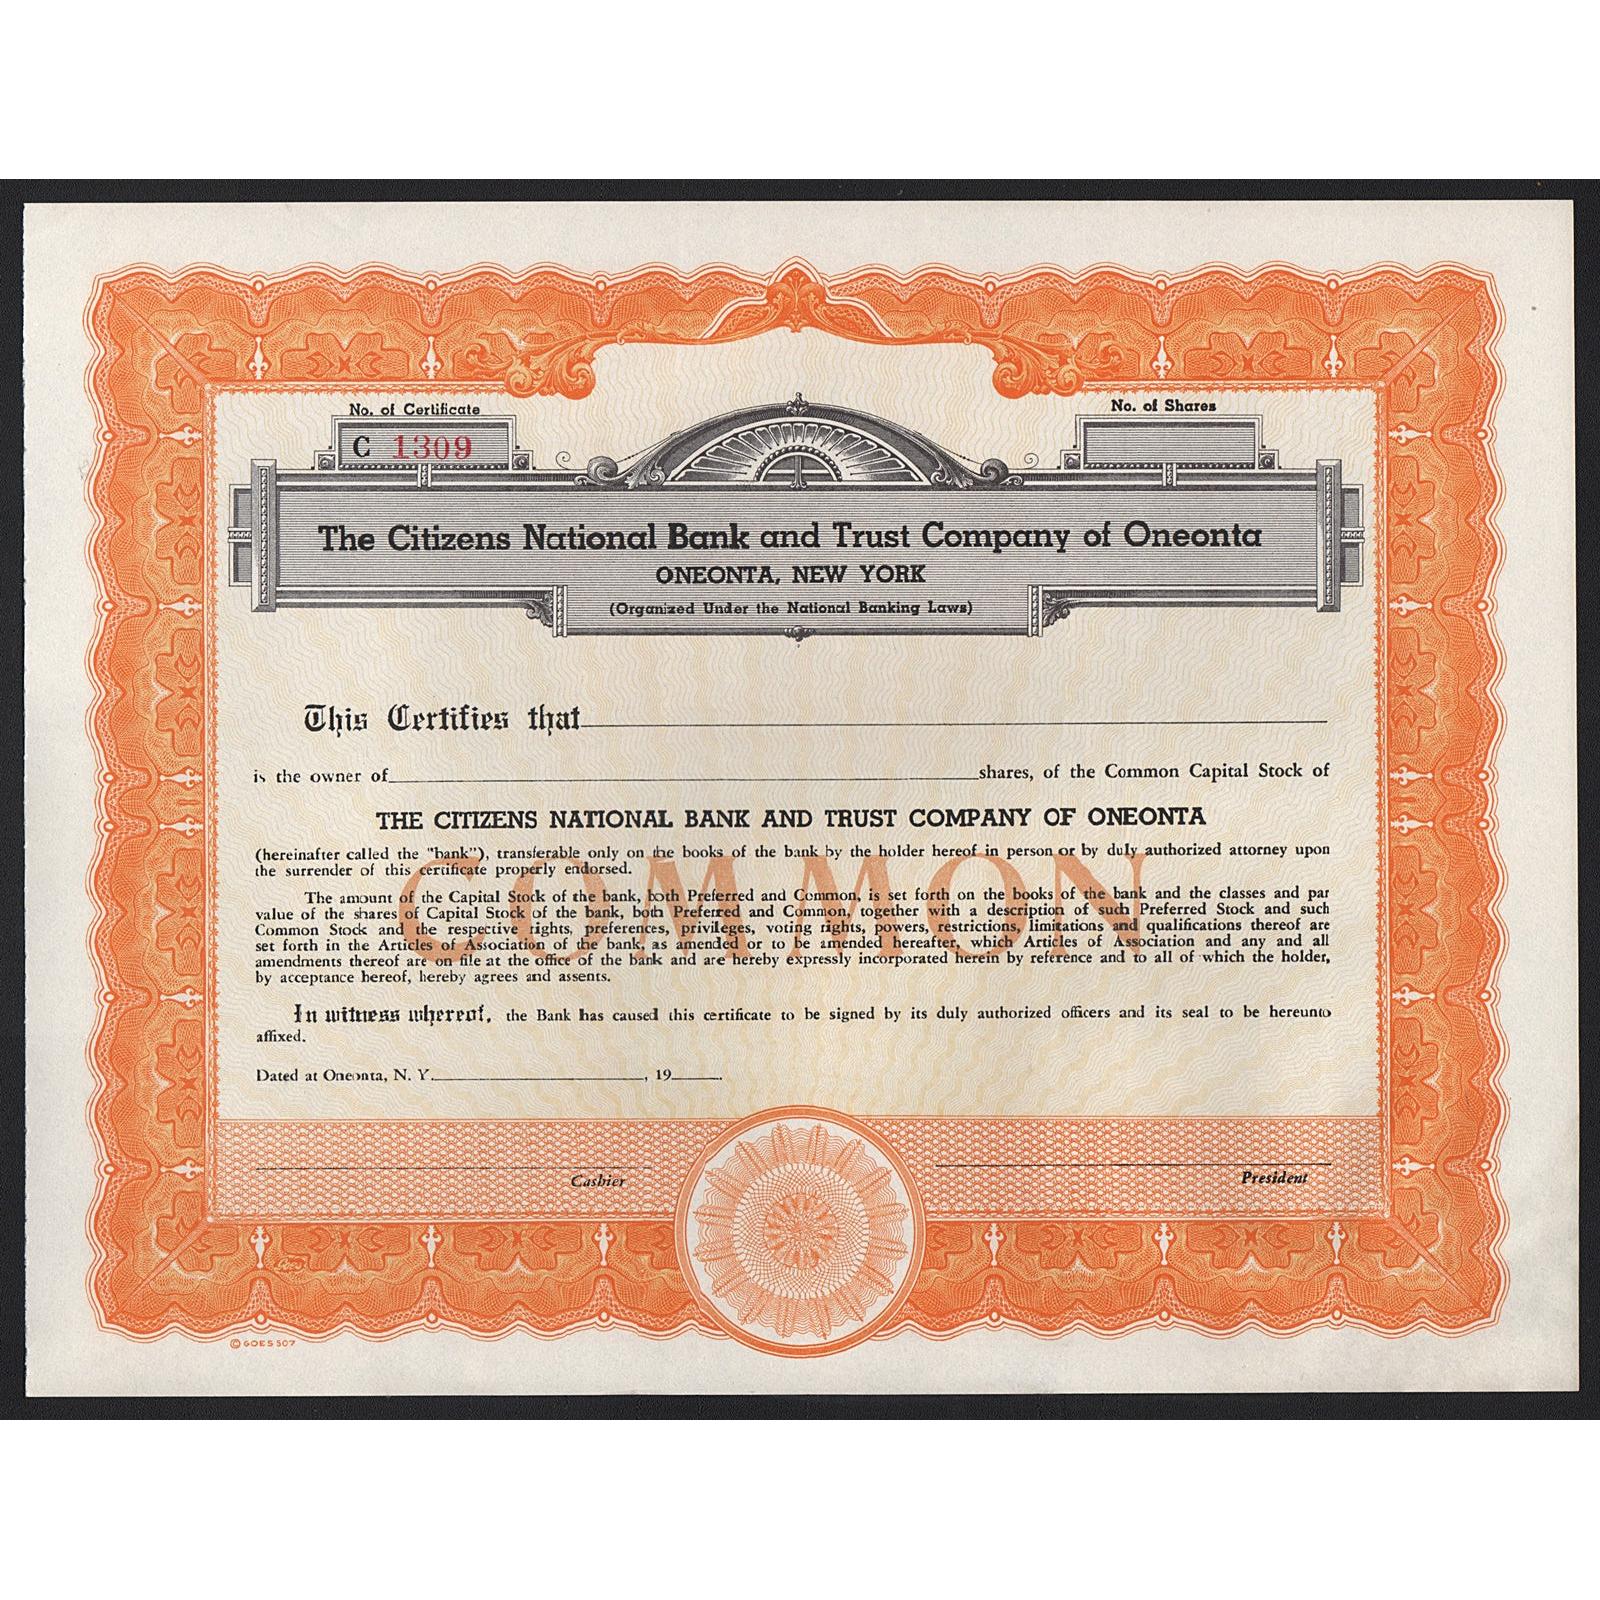 No. of Certificate
No. of Shares
C 1309
The Citizens National Bank and Trust Company of Oneonta
ONEONTA, NEW YORK
(Organized Under the National Banking Laws)
This Certifies that
is the owner of shares, of the Common Capital Stock of
THE CITIZENS NATIONAL BANK AND TRUST COMPANY OF ONEONTA
(hereinafter called the "bank"), transferable only on the books of the bank by the holder hereof in person or by duly authorized attorney upon
the surrender of this certificate properly endorsed.
COMMON
The amount of the Capital Stock of the bank, both Preferred and Common, is set forth on the books of the bank and the classes and par
value of the shares of Capital Stock of the bank, both Preferred and Common, together with a description of such Preferred Stock and such
Common Stock and the respective rights, preferences, privileges, voting rights, powers, restrictions, limitations and qualifications thereof are
set forth in the Articles of Association of the bank, as amended or to be amended hereafter, which Articles of Association and any and all
amendments thereof are on file at the office of the bank and are hereby expressly incorporated herein by reference and to all of which the holder,
by acceptance hereof, hereby agrees and assents.
In witness whereof, the Bank has caused this certificate to be signed by its duly authorized officers and its seal to be hereunto
affixed.
Dated at Oneonta, N. Y. , 19 .
Cashier
President
Goes
© GOES 507